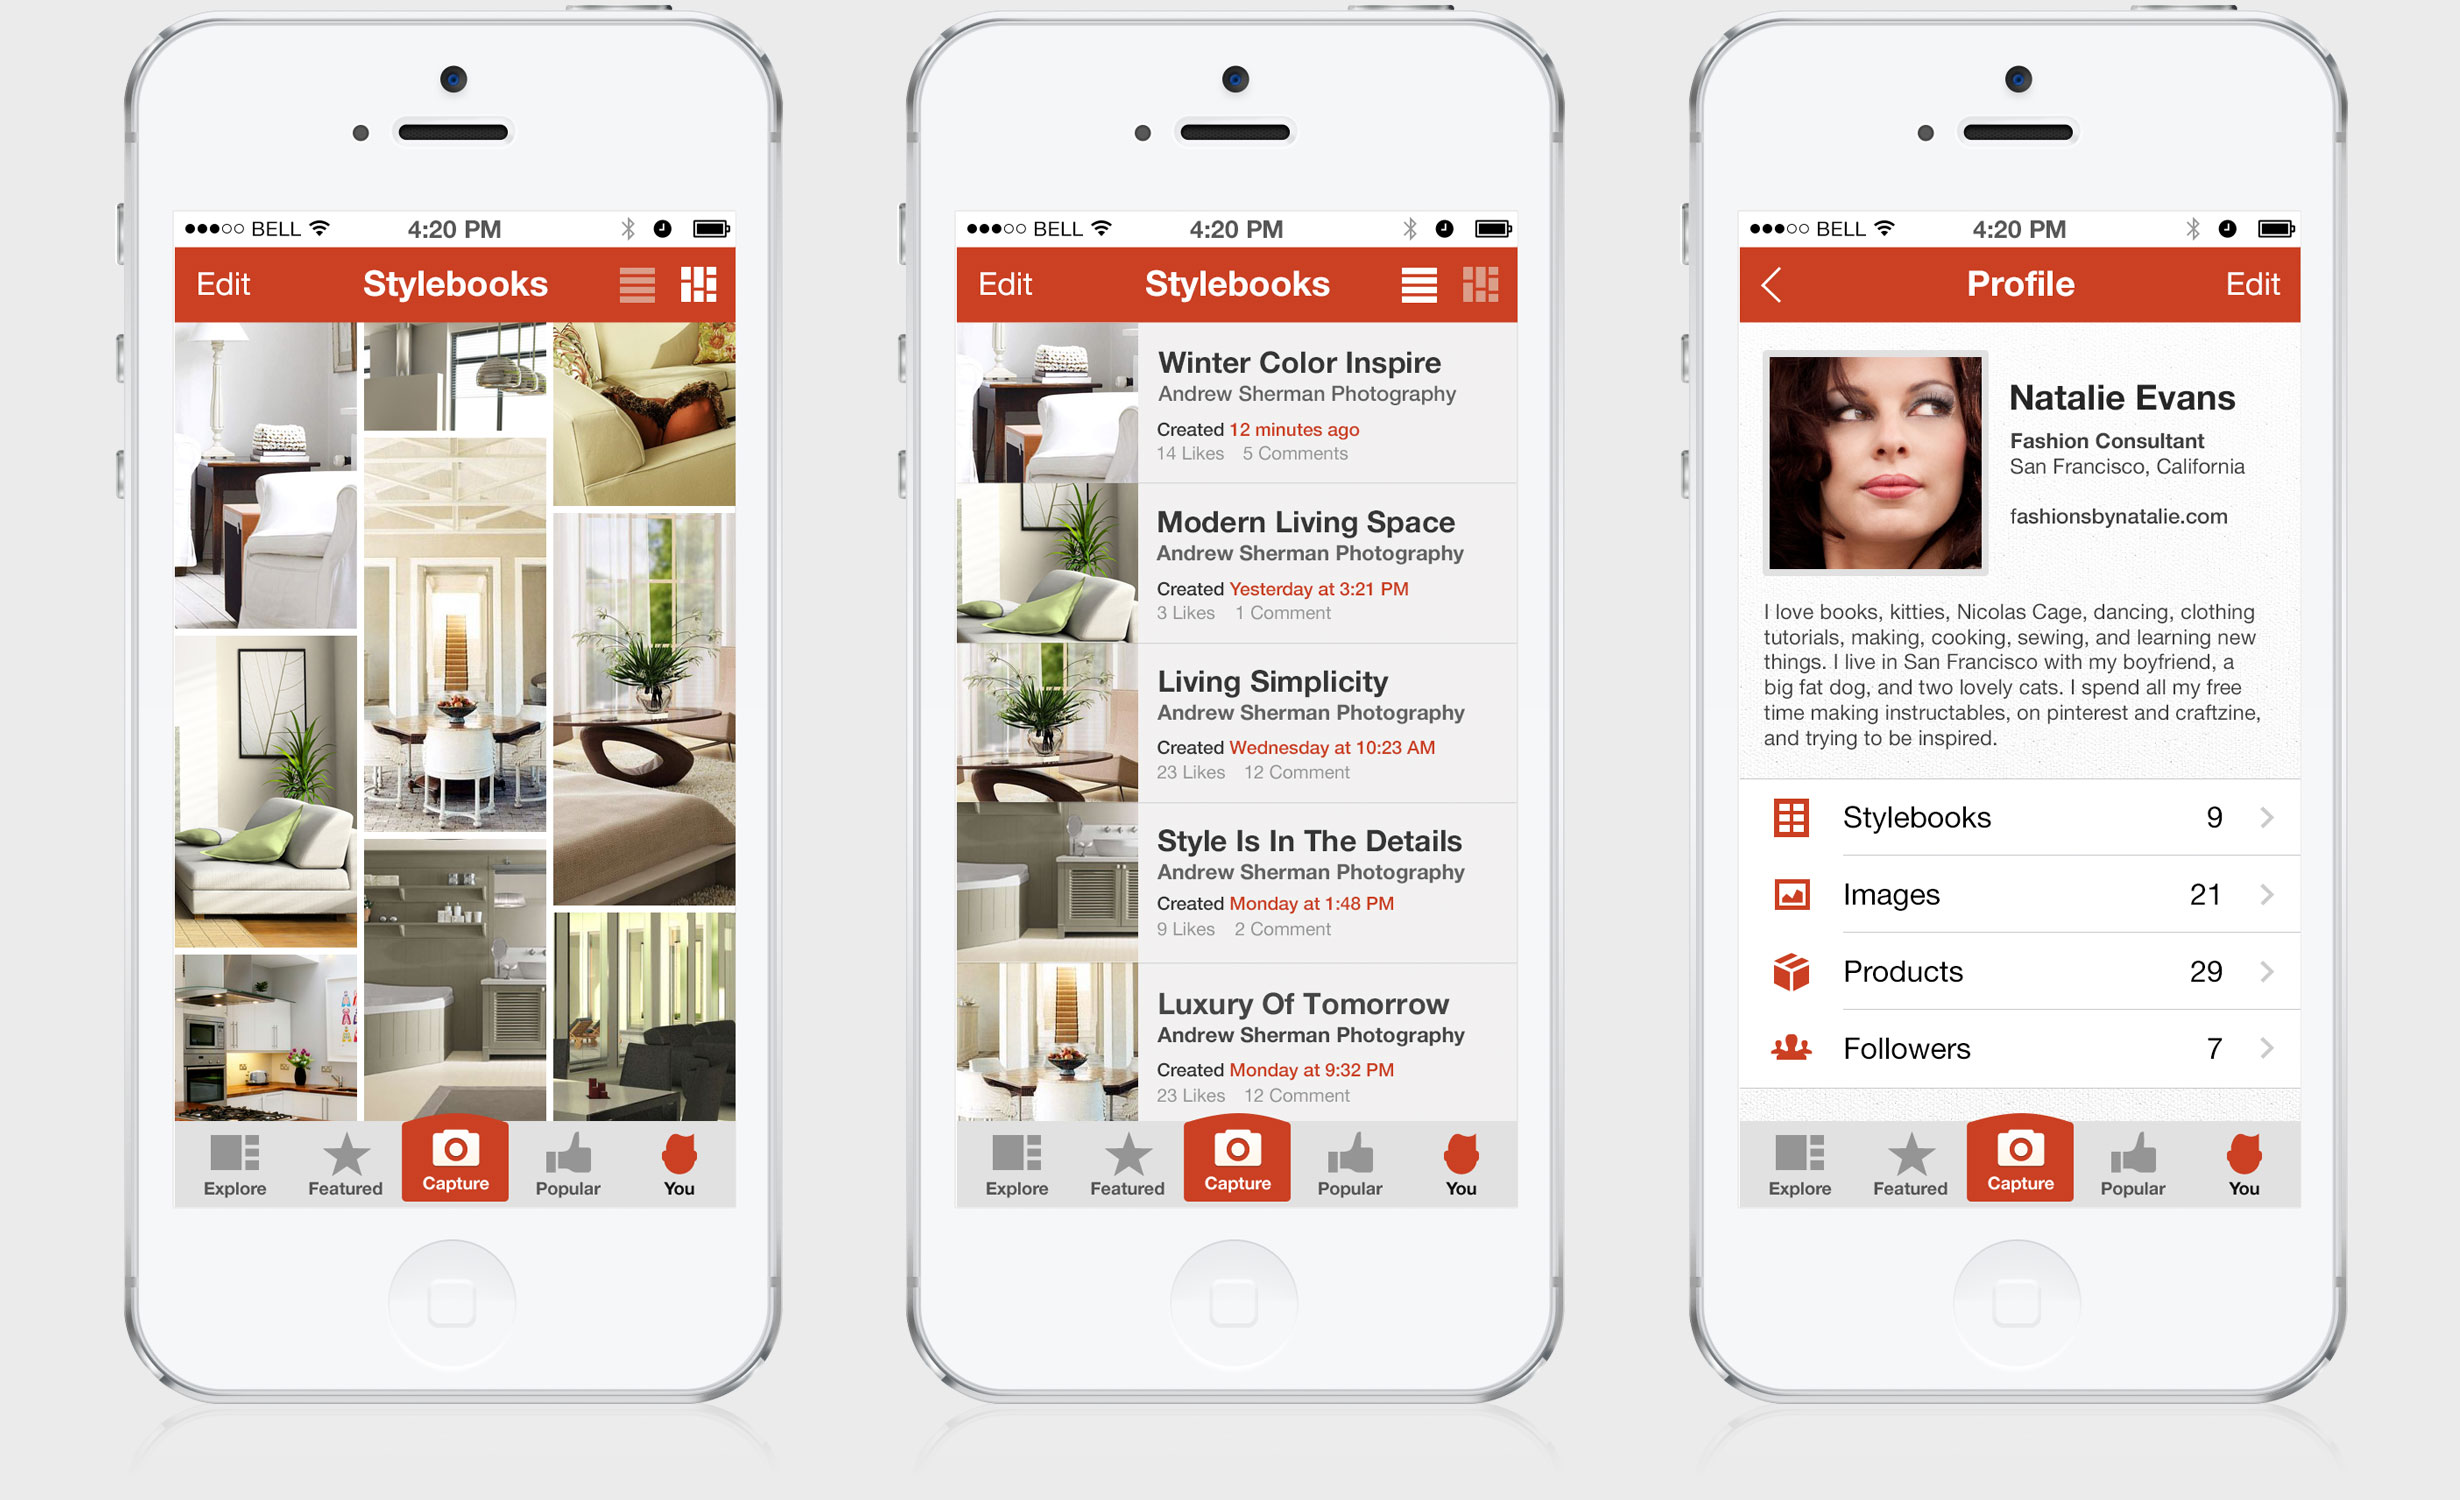 BELL 4:20 PM
Edit Stylebooks
Explore Featured Capture Popular You
BELL 4:20 PM
Edit Stylebooks
Winter Color Inspire
Andrew Sherman Photography
Created 12 minutes ago
14 Likes 5 Comments
Modern Living Space
Andrew Sherman Photography
Created Yesterday at 3:21 PM
3 Likes 1 Comment
Living Simplicity
Andrew Sherman Photography
Created Wednesday at 10:23 AM
23 Likes 12 Comment
Style Is In The Details
Andrew Sherman Photography
Created Monday at 1:48 PM
9 Likes 2 Comment
Luxury Of Tomorrow
Andrew Sherman Photography
Created Monday at 9:32 PM
23 Likes 12 Comment
Explore Featured Capture Popular You
BELL 4:20 PM
Profile Edit
Natalie Evans
Fashion Consultant
San Francisco, California
fashionsbynatalie.com
I love books, kitties, Nicolas Cage, dancing, clothing
tutorials, making, cooking, sewing, and learning new
things. I live in San Francisco with my boyfriend, a
big fat dog, and two lovely cats. I spend all my free
time making instructables, on pinterest and craftzine,
and trying to be inspired.
Stylebooks 9
Images 21
Products 29
Followers 7
Explore Featured Capture Popular You